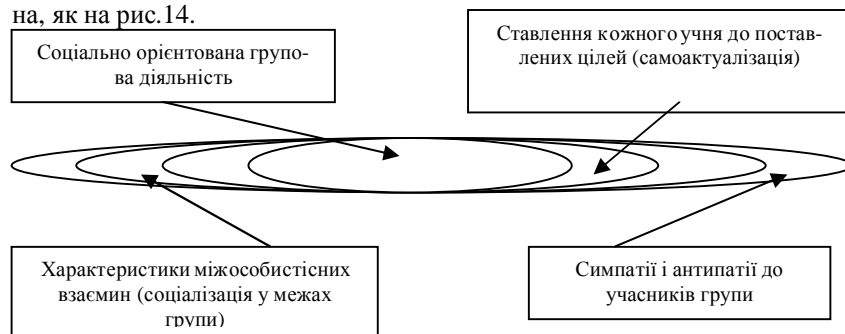 на, як на рис.14.
Соціально орієнтована групо-
ва діяльність
Ставлення кожного учня до постав-
лених цілей (самоактуалізація)
Характеристики міжособистісних
взаємин (соціалізація у межах
групи)
Симпатії і антипатії до
учасників групи